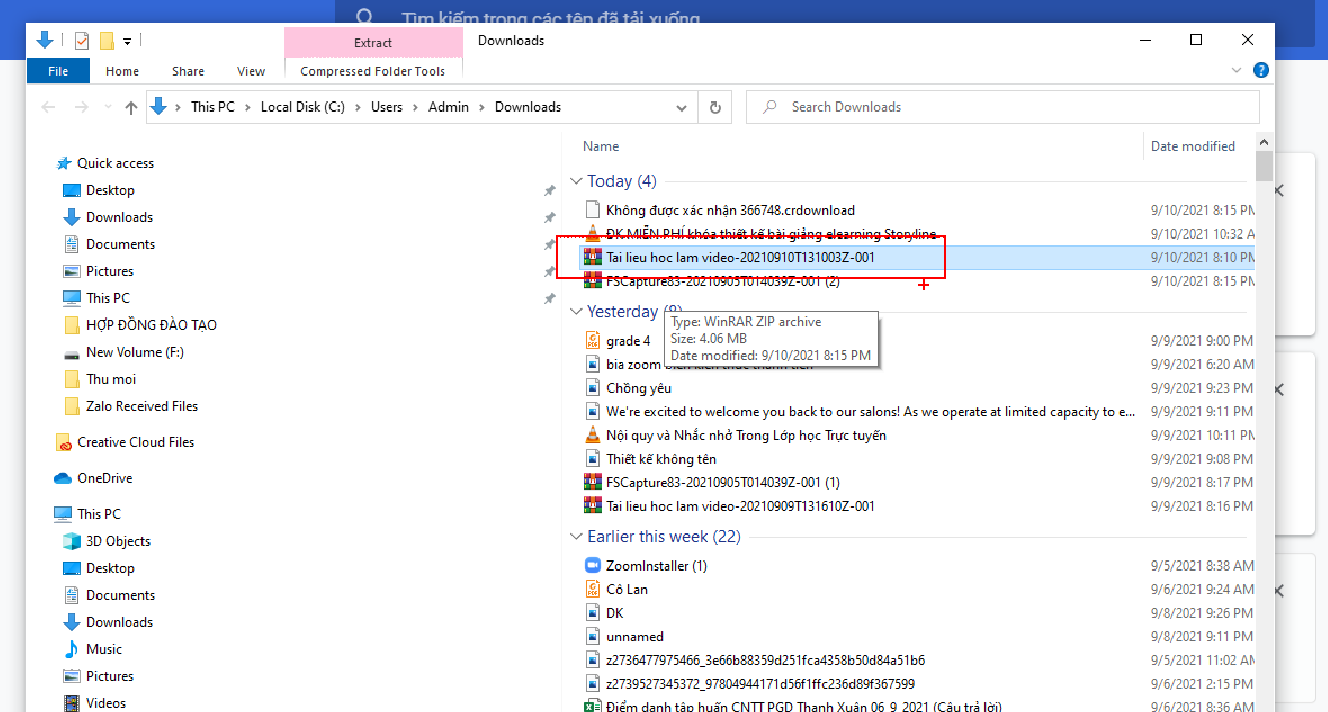 Tìm kiếm trong các tệp đã tải xuống
Extract
Downloads
File
Home
Share
View
Compressed Folder Tools
This PC
Local Disk (C:)
Users
Admin
Downloads
Search Downloads
Quick access
Desktop
Downloads
Documents
Pictures
This PC
HỢP ĐỒNG ĐÀO TẠO
New Volume (F:)
Thu moi
Zalo Received Files
Creative Cloud Files
OneDrive
This PC
3D Objects
Desktop
Documents
Downloads
Music
Pictures
Videos
Name
Date modified
Today (4)
Không được xác nhận 366748.crdownload
9/10/2021 8:15 PM
ĐK MIỄN PHÍ khóa thiết kế bài giảng elearning Storyline
9/10/2021 10:32 A
Tai lieu hoc lam video-20210910T131003Z-001
9/10/2021 8:10 PM
FSCapture83-20210905T014039Z-001 (2)
9/10/2021 8:15 PM
Yesterday (8)
Type: WinRAR ZIP archive
Size: 4.06 MB
Date modified: 9/10/2021 8:15 PM
grade 4
9/9/2021 9:00 PM
bia zoom
9/9/2021 6:20 AM
Chồng yêu
9/9/2021 9:23 PM
We're excited to welcome you back to our salons! As we operate at limited capacity to e...
9/9/2021 9:11 PM
Nội quy và Nhắc nhở Trong Lớp học Trực tuyến
9/9/2021 10:11 PM
Thiết kế không tên
9/9/2021 9:08 PM
FSCapture83-20210905T014039Z-001 (1)
9/9/2021 8:17 PM
Tai lieu hoc lam video-20210909T131610Z-001
9/9/2021 8:16 PM
Earlier this week (22)
ZoomInstaller (1)
9/5/2021 8:38 AM
Cô Lan
9/6/2021 9:24 AM
DK
9/8/2021 9:26 PM
unnamed
9/8/2021 9:11 PM
z2736477975466_3e66b88359d251fca4358b50d84a51b6
9/5/2021 11:02 AM
z2739527345372_97804944171d56f1ffc236d89f367599
9/6/2021 2:15 PM
Điểm danh tập huấn CNTT PGD Thanh Xuân 06_9_2021 (Câu trả lời)
9/6/2021 8:36 AM